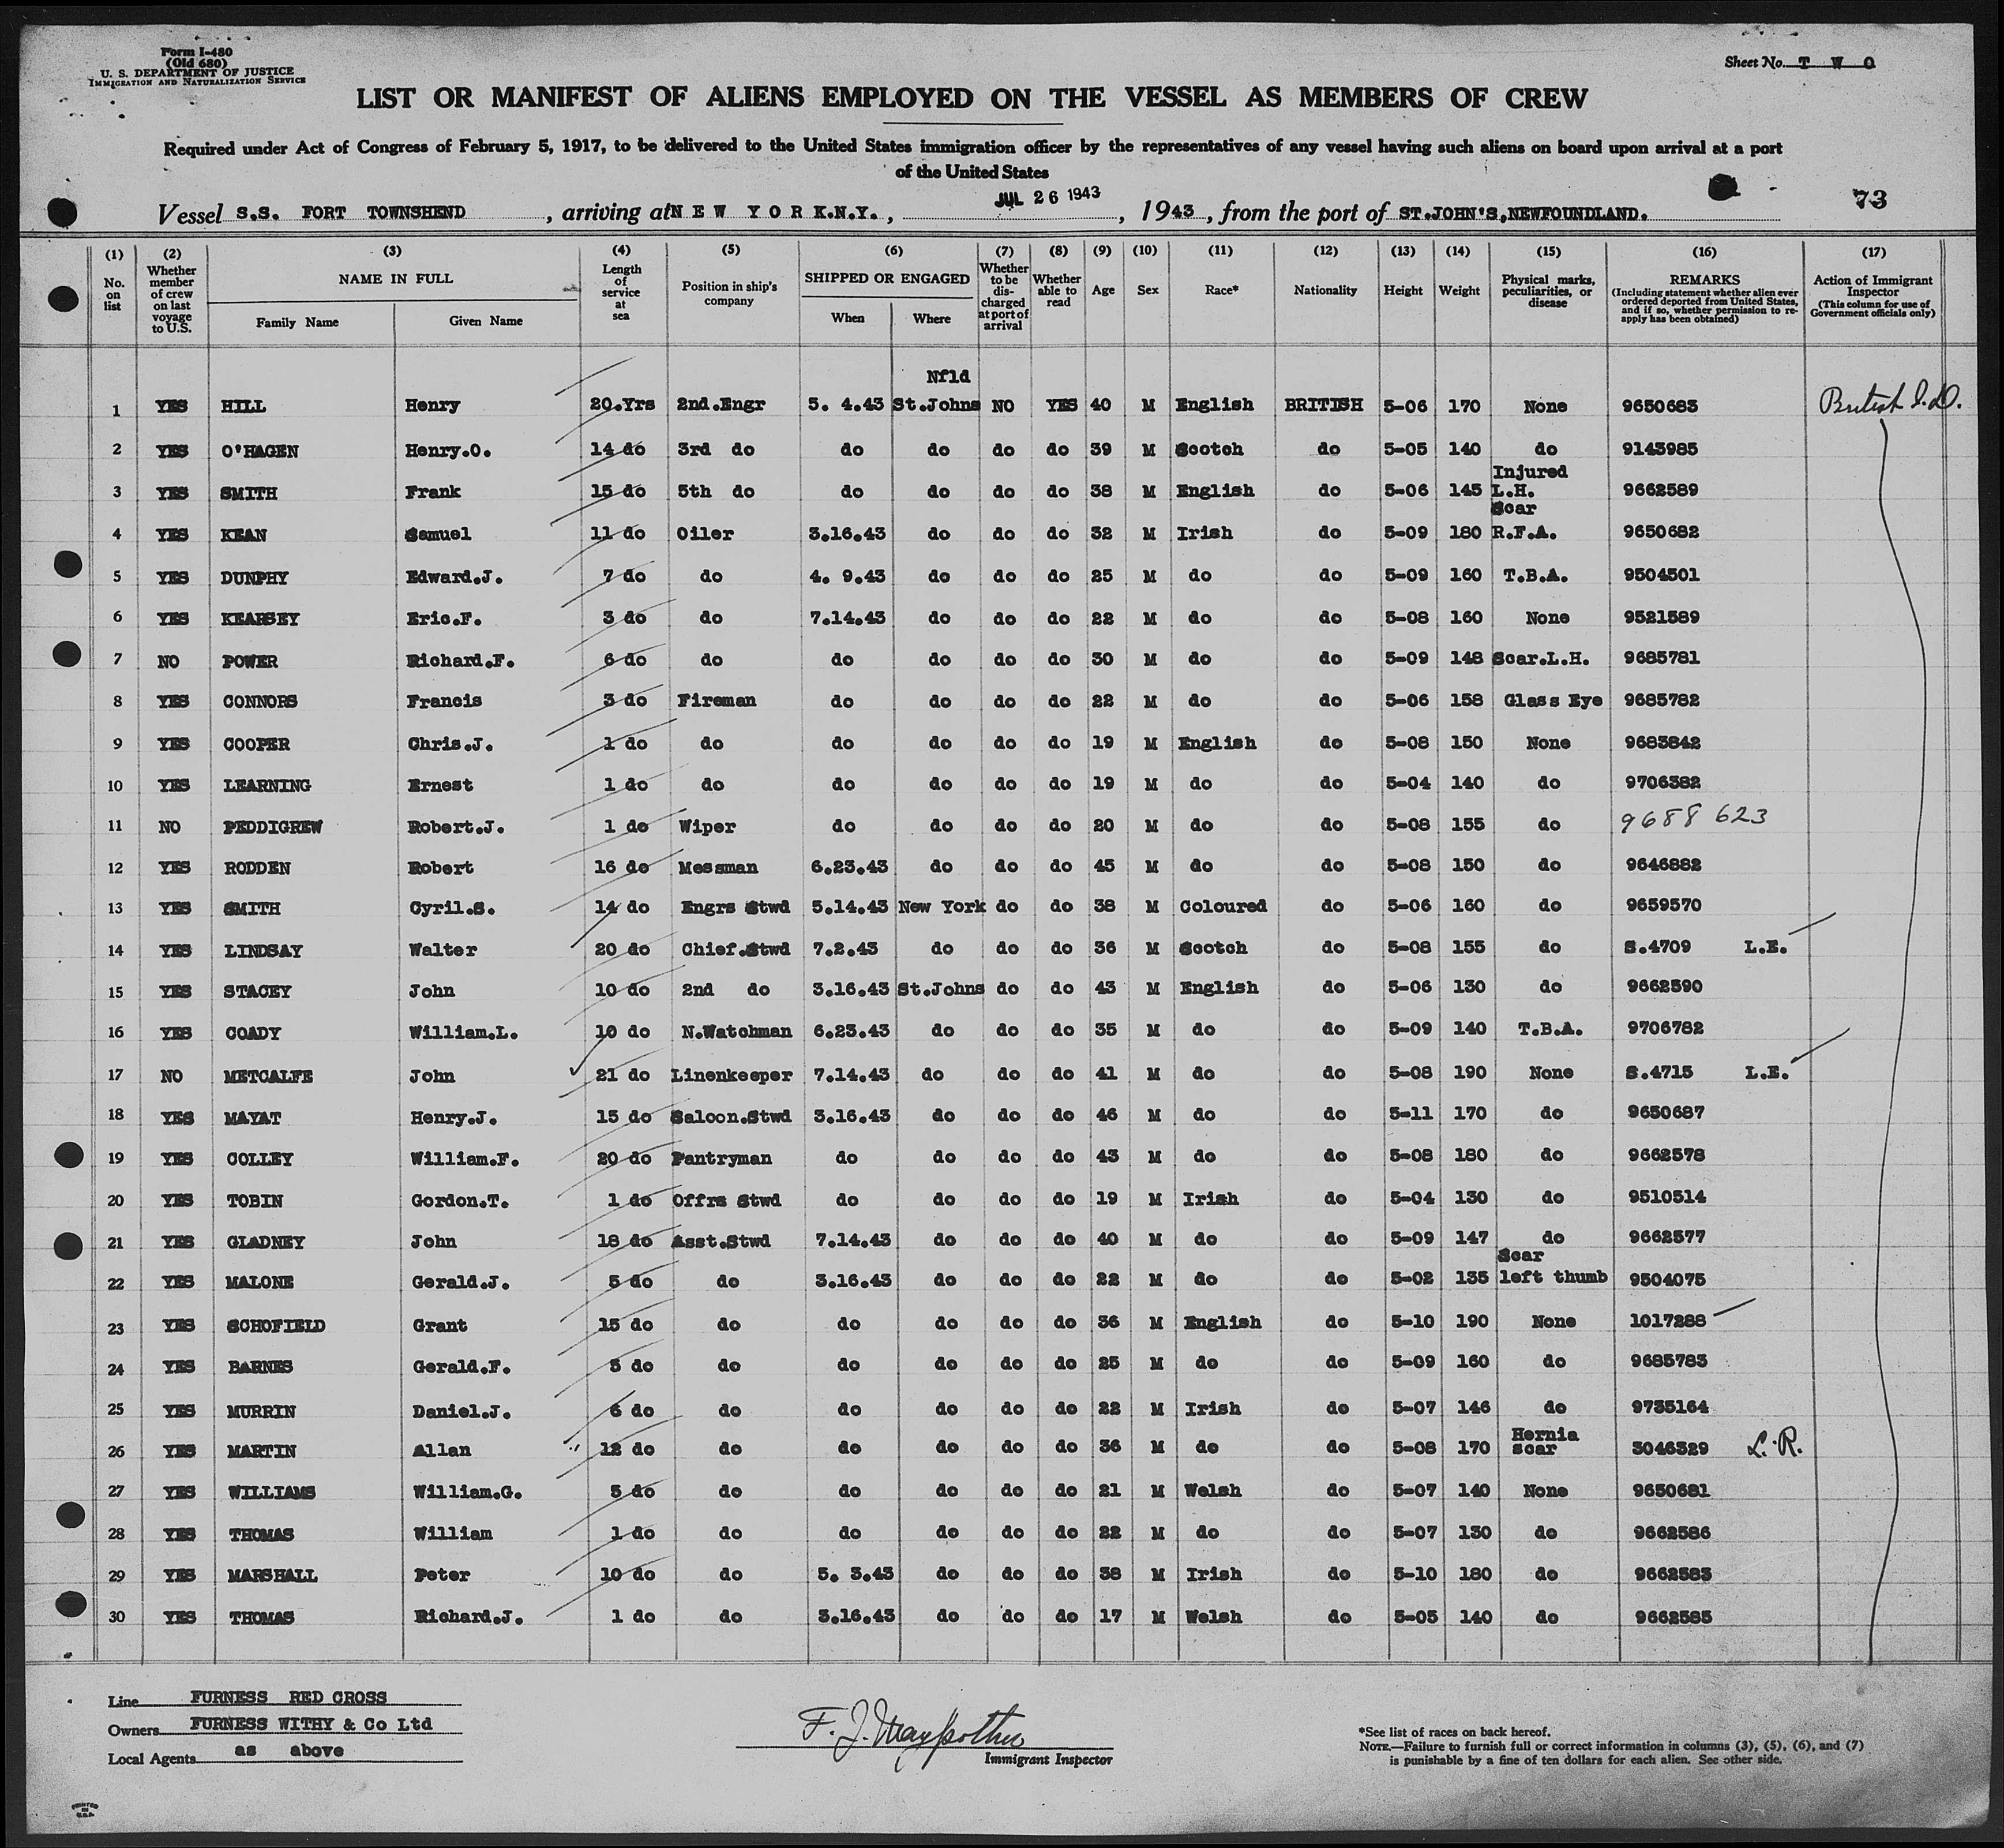 Form I-480
(Old 680)
U. S. DEPARTMENT OF JUSTICE
IMMIGRATION AND NATURALIZATION SERVICE
Sheet No. T W O
LIST OR MANIFEST OF ALIENS EMPLOYED ON THE VESSEL AS MEMBERS OF CREW
Required under Act of Congress of February 5, 1917, to be delivered to the United States immigration officer by the representatives of any vessel having such aliens on board upon arrival at a port
of the United States
Vessel S.S. FORT TOWNSHEND, arriving at N E W Y O R K.N.Y., JUL 26 1943, 1943, from the port of ST.JOHN'S,NEWFOUNDLAND. 73
(1) No. on list (2) Whether member of crew on last voyage to U.S. (3) NAME IN FULL Family Name Given Name (4) Length of service at sea (5) Position in ship's company (6) SHIPPED OR ENGAGED When Where (7) Whether to be discharged at port of arrival (8) Whether able to read (9) Age (10) Sex (11) Race* (12) Nationality (13) Height (14) Weight (15) Physical marks, peculiarities, or disease (16) REMARKS (Including statement whether alien ever ordered deported from United States, and if so, whether permission to re-apply has been obtained) (17) Action of Immigrant Inspector (This column for use of Government officials only)
Nfld
1 YES HILL Henry 20.Yrs 2nd.Engr 5. 4.43 St.Johns NO YES 40 M English BRITISH 5-06 170 None 9650683 British I.D.
2 YES O'HAGEN Henry.O. 14 do 3rd do do do do do 39 M Scotch do 5-05 140 do 9143985
3 YES SMITH Frank 15 do 5th do do do do do 38 M English do 5-06 145 Injured L.H. 9662589
4 YES KEAN Samuel 11 do Oiler 3.16.43 do do do 32 M Irish do 5-09 180 Scar R.F.A. 9650682
5 YES DUNPHY Edward.J. 7 do do 4. 9.43 do do do 25 M do do 5-09 160 T.B.A. 9504501
6 YES KEARSEY Eric.F. 3 do do 7.14.43 do do do 22 M do do 5-08 160 None 9521589
7 NO POWER Richard.F. 6 do do do do do do 30 M do do 5-09 148 Scar.L.H. 9685781
8 YES CONNORS Francis 3 do Fireman do do do do 22 M do do 5-06 158 Glass Eye 9685782
9 YES COOPER Chris.J. 1 do do do do do do 19 M English do 5-08 150 None 9683842
10 YES LEARNING Ernest 1 do do do do do do 19 M do do 5-04 140 do 9706382
11 NO PEDDIGREW Robert.J. 1 do Wiper do do do do 20 M do do 5-08 155 do 9688623
12 YES RODDEN Robert 16 do Messman 6.23.43 do do do 45 M do do 5-08 150 do 9646882
13 YES SMITH Cyril.S. 14 do Engrs Stwd 5.14.43 New York do do 38 M Coloured do 5-06 160 do 9659570
14 YES LINDSAY Walter 20 do Chief.Stwd 7.2.43 do do do 36 M Scotch do 5-08 155 do S.4709 L.E.
15 YES STACEY John 10 do 2nd do 3.16.43 St.Johns do do 43 M English do 5-06 130 do 9662590
16 YES COADY William.L. 10 do N.Watchman 6.23.43 do do do 35 M do do 5-09 140 T.B.A. 9706782
17 NO METCALFE John 21 do Linenkeeper 7.14.43 do do do 41 M do do 5-08 190 None S.4715 L.E.
18 YES MAYAT Henry.J. 15 do Saloon.Stwd 3.16.43 do do do 46 M do do 5-11 170 do 9650687
19 YES COLLEY William.F. 20 do Pantryman do do do do 43 M do do 5-08 180 do 9662578
20 YES TOBIN Gordon.T. 1 do Offrs Stwd do do do do 19 M Irish do 5-04 130 do 9510514
21 YES GLADNEY John 18 do Asst.Stwd 7.14.43 do do do 40 M do do 5-09 147 do 9662577
22 YES MALONE Gerald.J. 5 do do 3.16.43 do do do 22 M do do 5-02 135 Scar left thumb 9504075
23 YES SCHOFIELD Grant 15 do do do do do do 36 M English do 5-10 190 None 1017288
24 YES BARNES Gerald.F. 5 do do do do do do 25 M do do 5-09 160 do 9685783
25 YES MURRIN Daniel.J. 6 do do do do do do 22 M Irish do 5-07 146 do 9735164
26 YES MARTIN Allan 12 do do do do do do 36 M do do 5-08 170 Hernia scar 3046329 L.R.
27 YES WILLIAMS William.G. 5 do do do do do do 21 M Welsh do 5-07 140 None 9650681
28 YES THOMAS William 1 do do do do do do 22 M do do 5-07 130 do 9662586
29 YES MARSHALL Peter 10 do do 5. 3.43 do do do 38 M Irish do 5-10 180 do 9662583
30 YES THOMAS Richard.J. 1 do do 3.16.43 do do do 17 M Welsh do 5-05 140 do 9662585
Line FURNESS RED CROSS
Owners FURNESS WITHY & Co Ltd
Local Agents as above
F. J.
Immigrant Inspector
*See list of races on back hereof.
NOTE.—Failure to furnish full or correct information in columns (3), (5), (6), and (7)
is punishable by a fine of ten dollars for each alien. See other side.
PRINTED IN U.S.A.